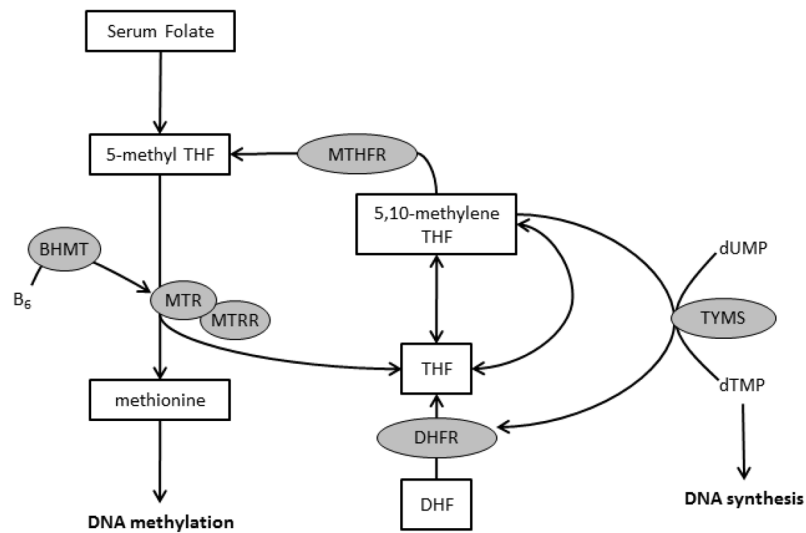 Serum Folate
5-methyl THF
MTHFR
5,10-methylene
THF
BHMT
B₆
MTR
MTRR
dUMP
TYMS
dTMP
THF
methionine
DHFR
DHF
DNA methylation
DNA synthesis